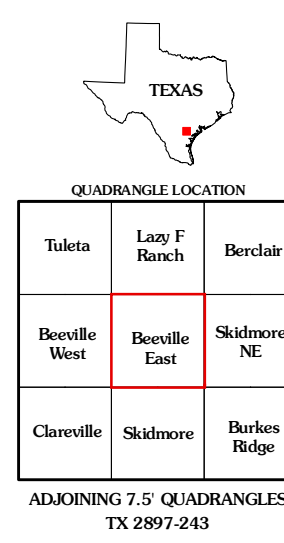 TEXAS
QUADRANGLE LOCATION
Tuleta
Lazy F
Ranch
Berclair
Beeville
West
Beeville
East
Skidmore
NE
Clareville
Skidmore
Burkes
Ridge
ADJOINING 7.5' QUADRANGLES
TX 2897-243